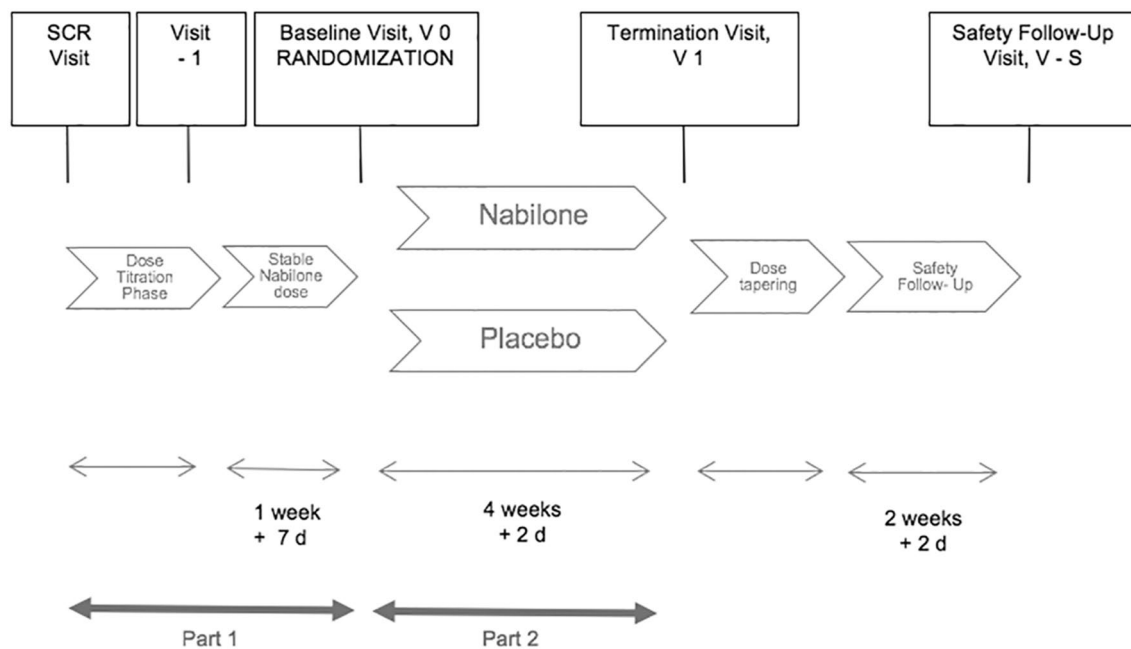 SCR
Visit
Visit
- 1
Baseline Visit, V 0
RANDOMIZATION
Termination Visit,
V 1
Safety Follow-Up
Visit, V - S
Dose
Titration
Phase
Stable
Nabilone
dose
Nabilone
Placebo
Dose
tapering
Safety
Follow- Up
1 week
+ 7 d
4 weeks
+ 2 d
2 weeks
+ 2 d
Part 1
Part 2